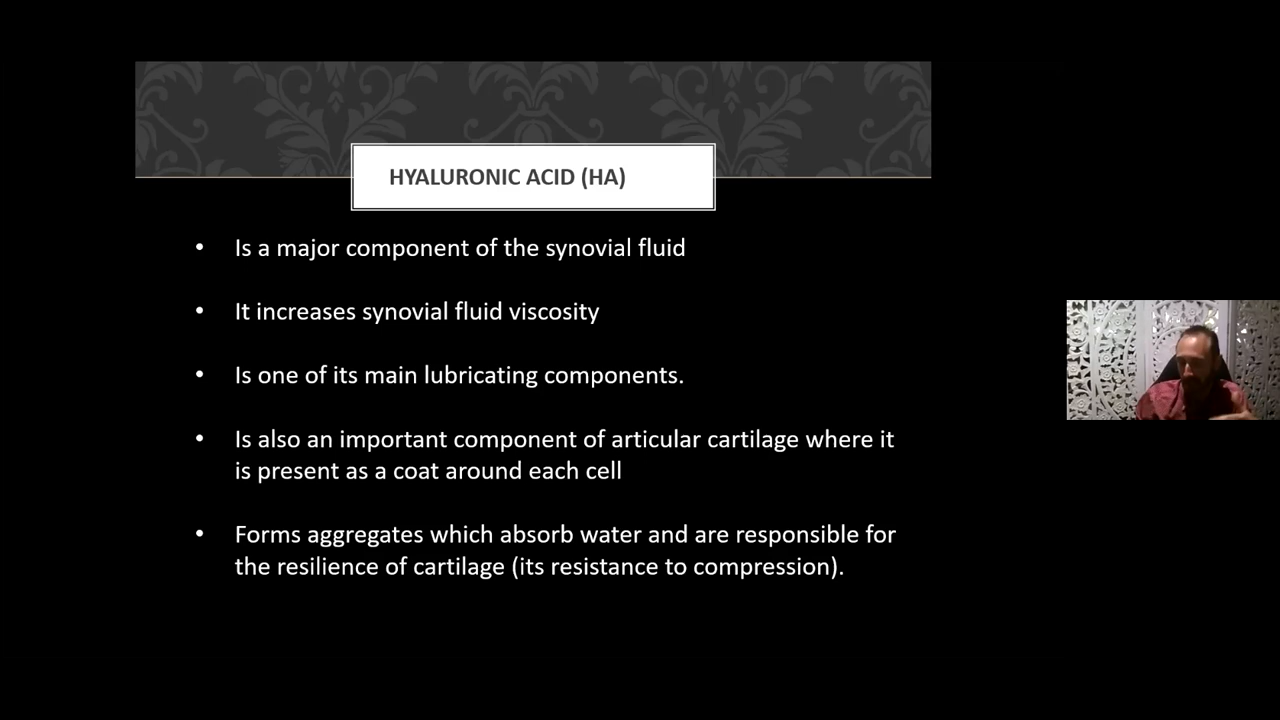 HYALURONIC ACID (HA)
• Is a major component of the synovial fluid
• It increases synovial fluid viscosity
• Is one of its main lubricating components.
• Is also an important component of articular cartilage where it
is present as a coat around each cell
• Forms aggregates which absorb water and are responsible for
the resilience of cartilage (its resistance to compression).